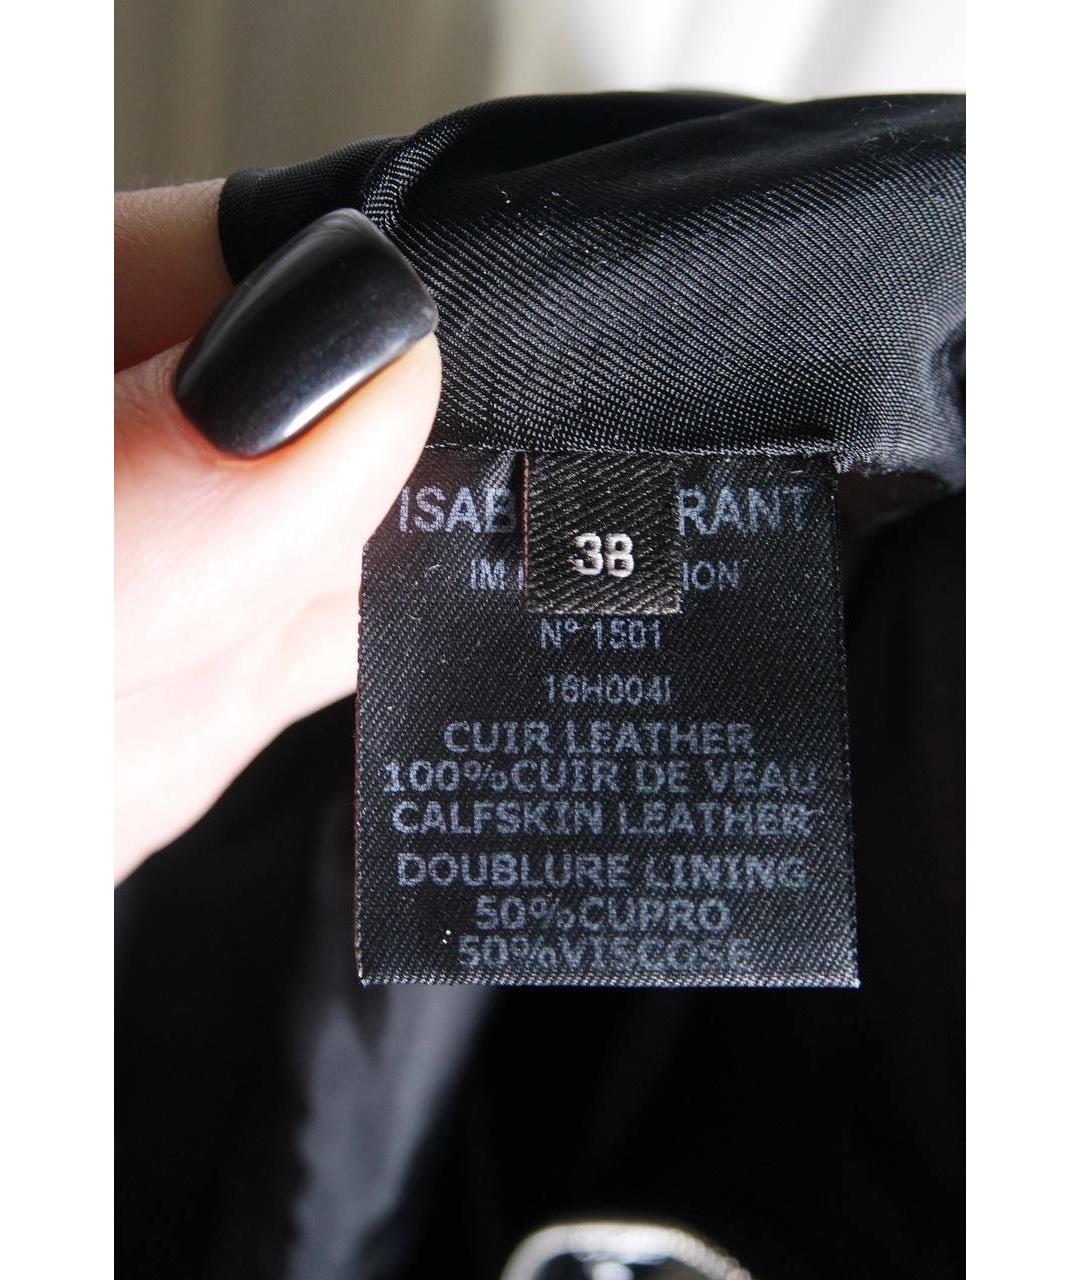 ISAB RANT
38
IM ION
N° 1501
16H004I
CUIR LEATHER
100%CUIR DE VEAU
CALFSKIN LEATHER
DOUBLURE LINING
50%CUPRO
50%VISCOSE